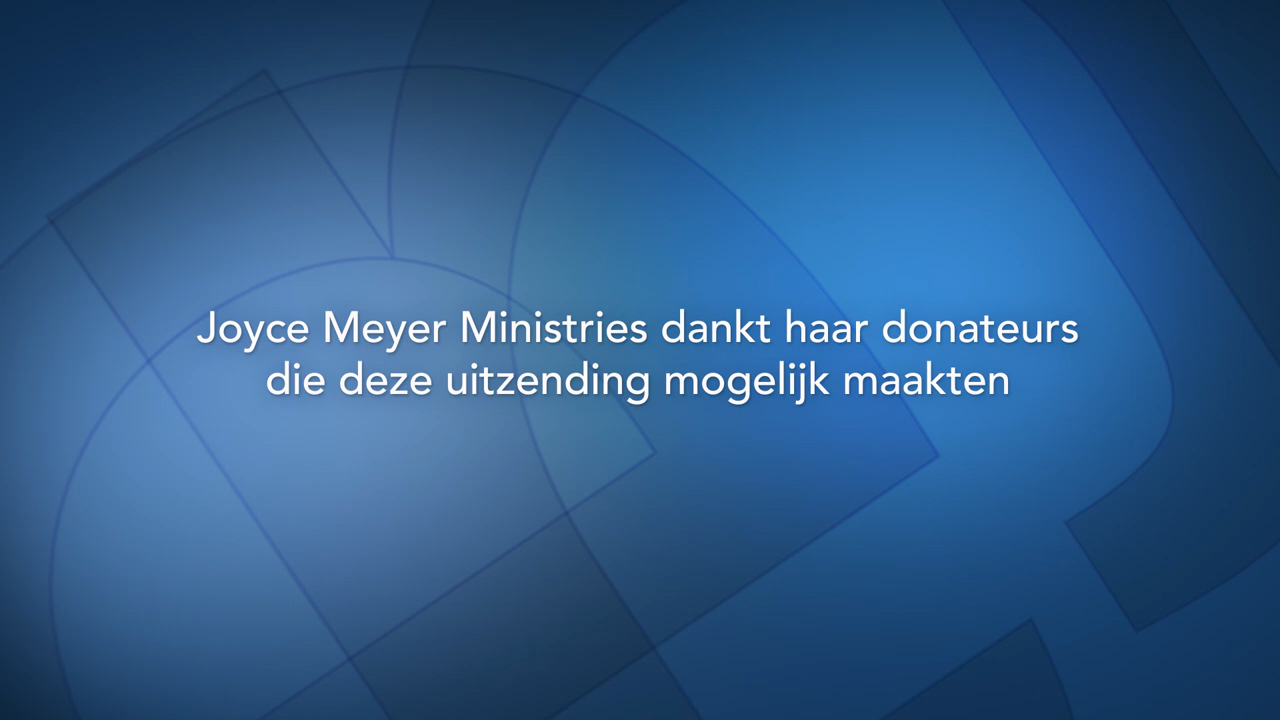 Joyce Meyer Ministries dankt haar donateurs
die deze uitzending mogelijk maakten